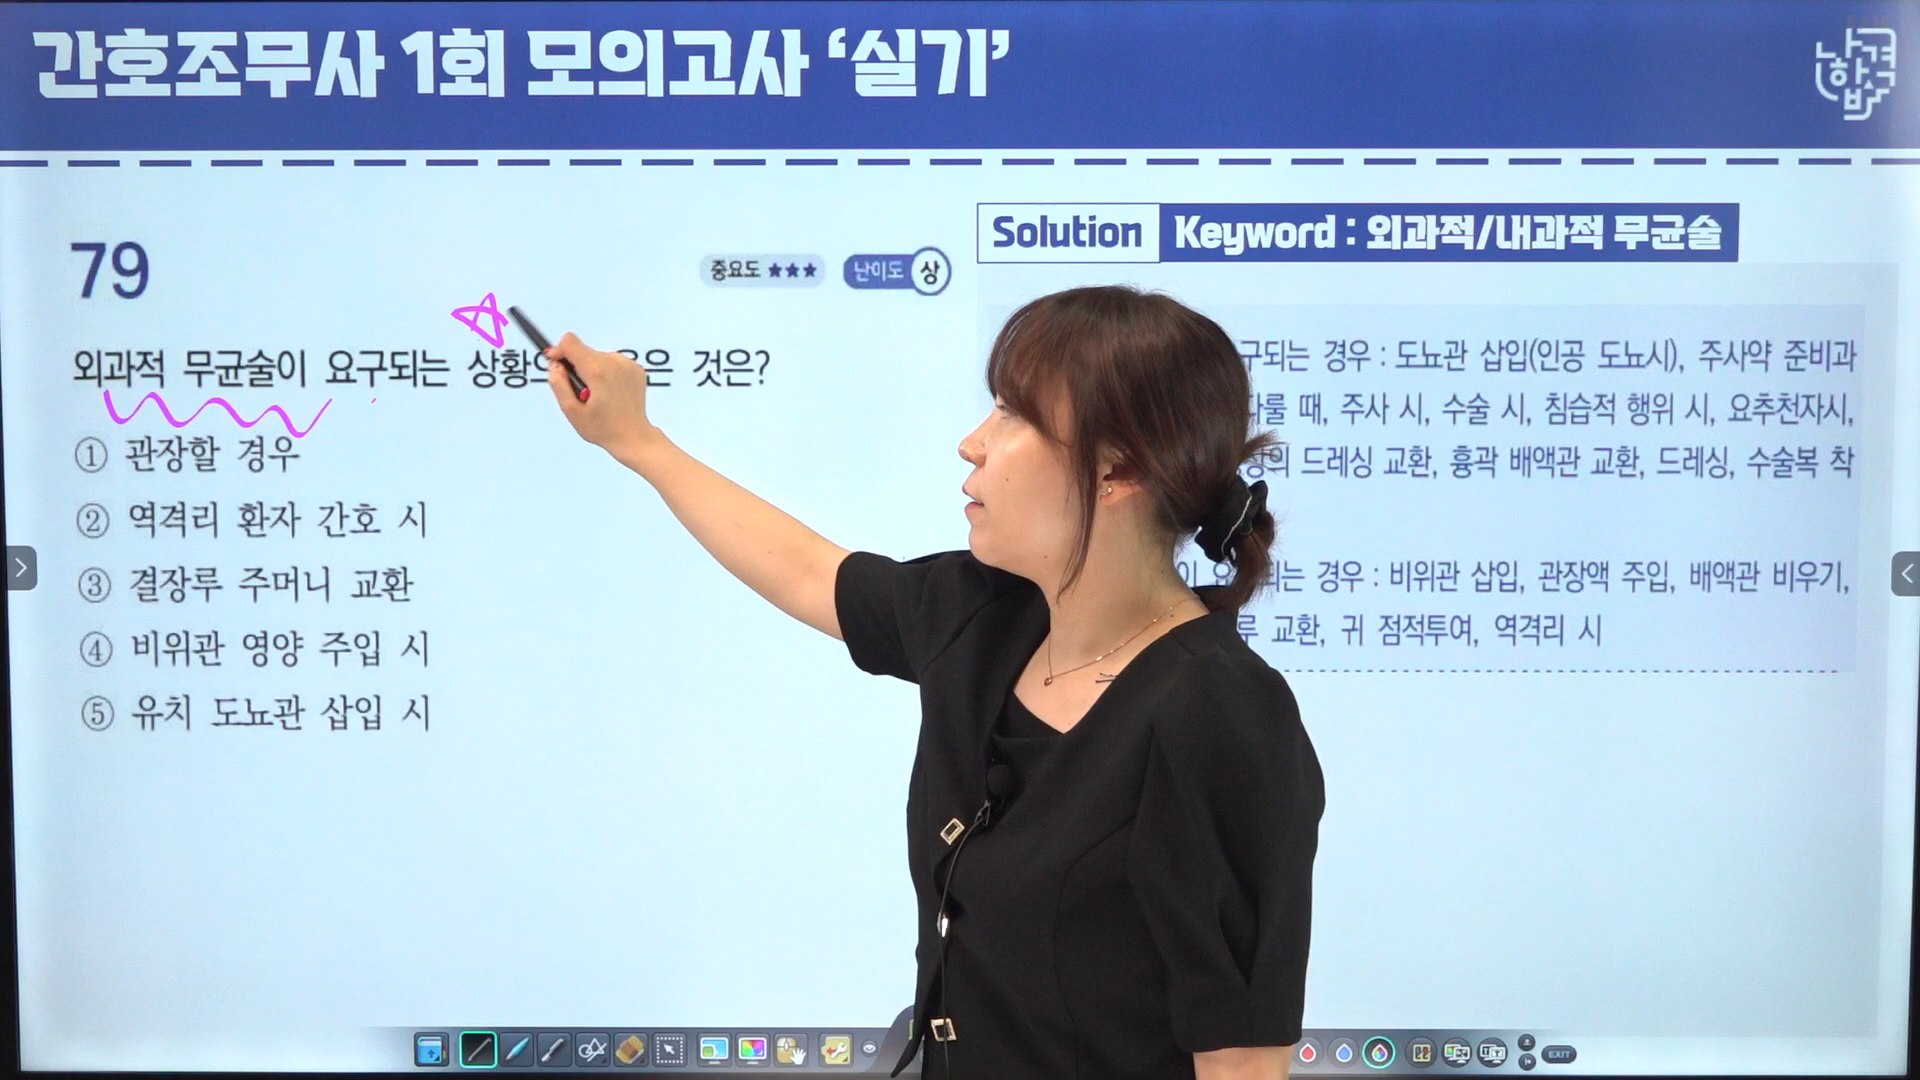 간호조무사 1회 모의고사 ‘실기’
나합격
79
중요도 ★★★
난이도 상
외과적 무균술이 요구되는 상황으 은 것은?
① 관장할 경우
② 역격리 환자 간호 시
③ 결장루 주머니 교환
④ 비위관 영양 주입 시
⑤ 유치 도뇨관 삽입 시
Solution
Keyword : 외과적/내과적 무균술
되는 경우 : 도뇨관 삽입(인공 도뇨시), 주사약 준비과
다룰 때, 주사 시, 수술 시, 침습적 행위 시, 요추천자시,
드레싱 교환, 흉곽 배액관 교환, 드레싱, 수술복 착
되는 경우 : 비위관 삽입, 관장액 주입, 배액관 비우기,
루 교환, 귀 점적투여, 역격리 시
EXIT